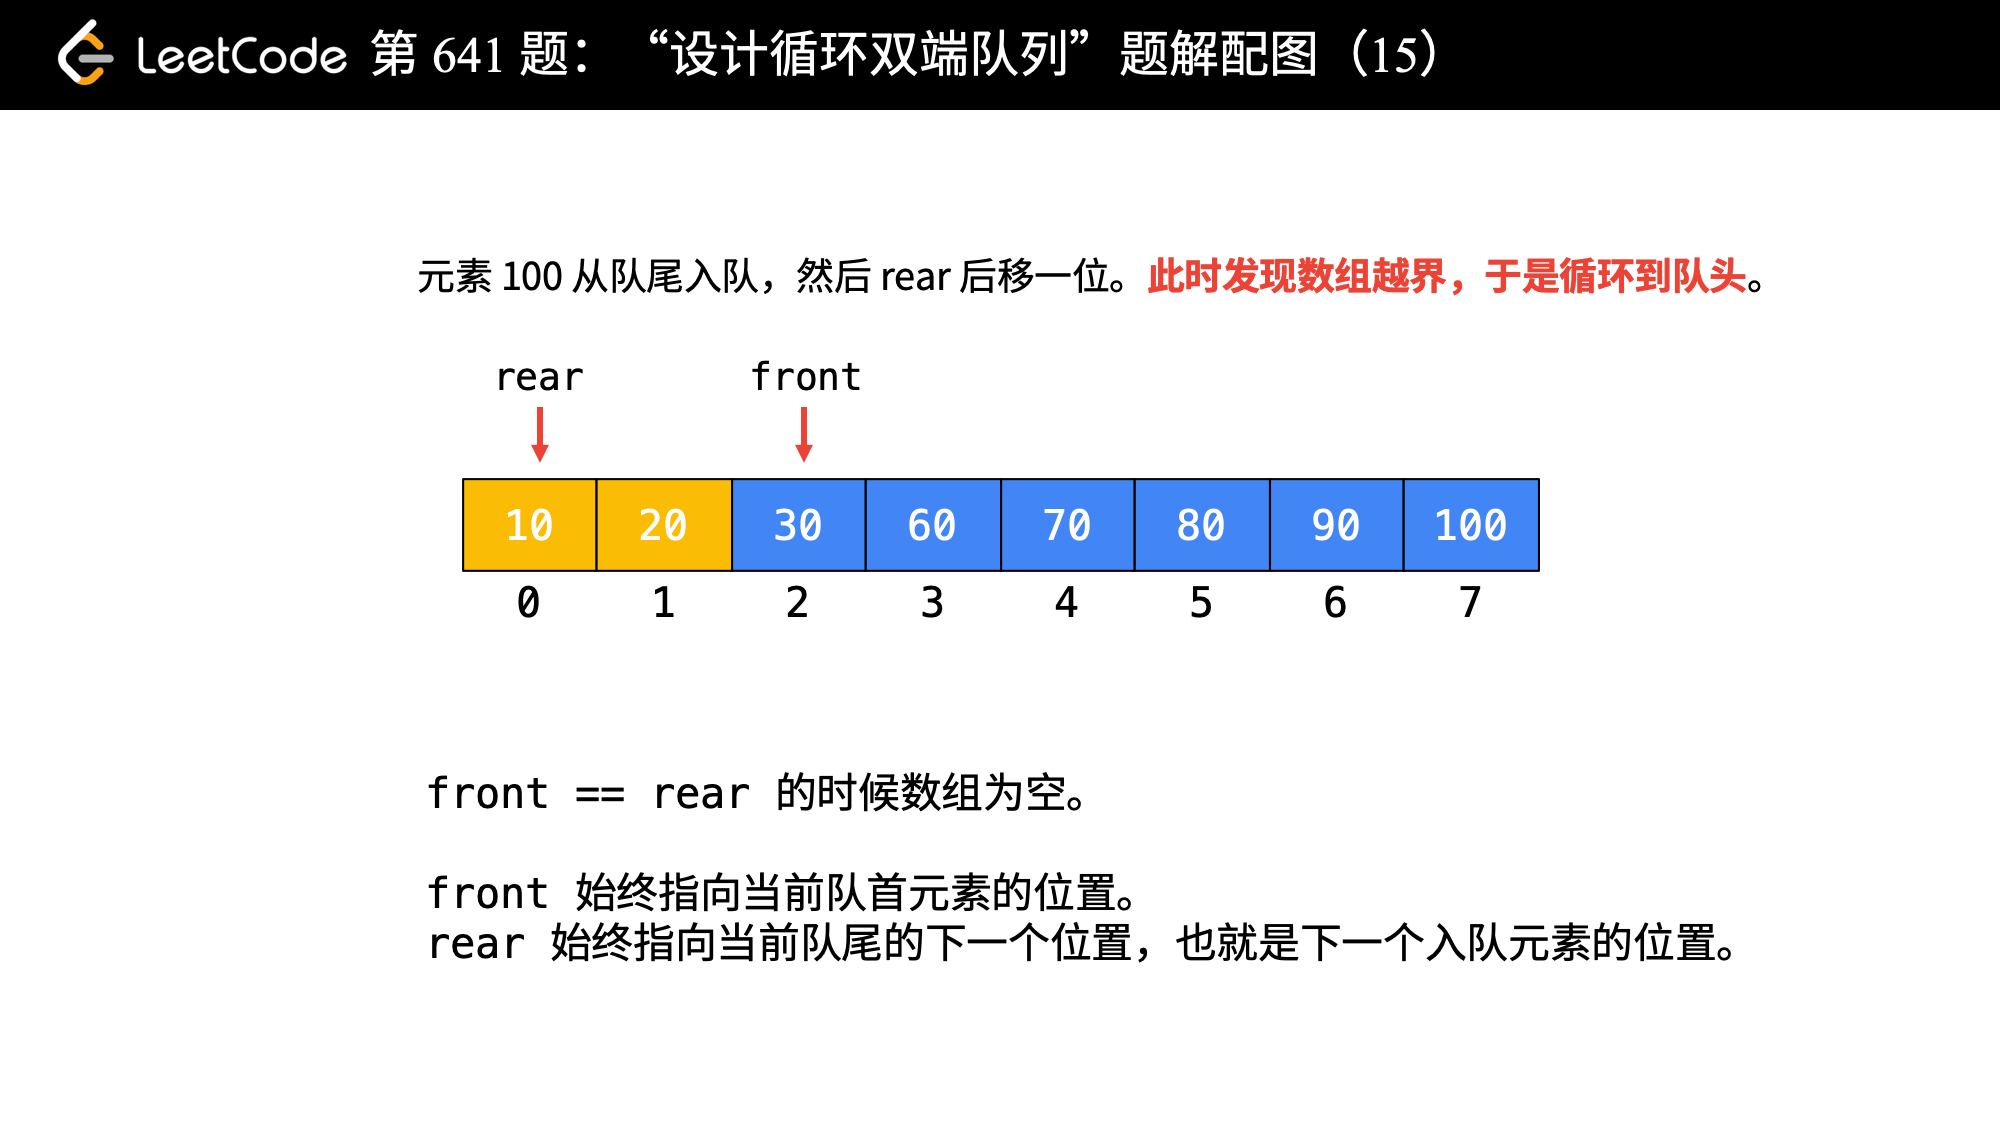 LeetCode 第 641 题：“设计循环双端队列”题解配图（15）
元素 100 从队尾入队，然后 rear 后移一位。此时发现数组越界，于是循环到队头。
rear front
10 20 30 60 70 80 90 100
0 1 2 3 4 5 6 7
front == rear 的时候数组为空。
front 始终指向当前队首元素的位置。
rear 始终指向当前队尾的下一个位置，也就是下一个入队元素的位置。